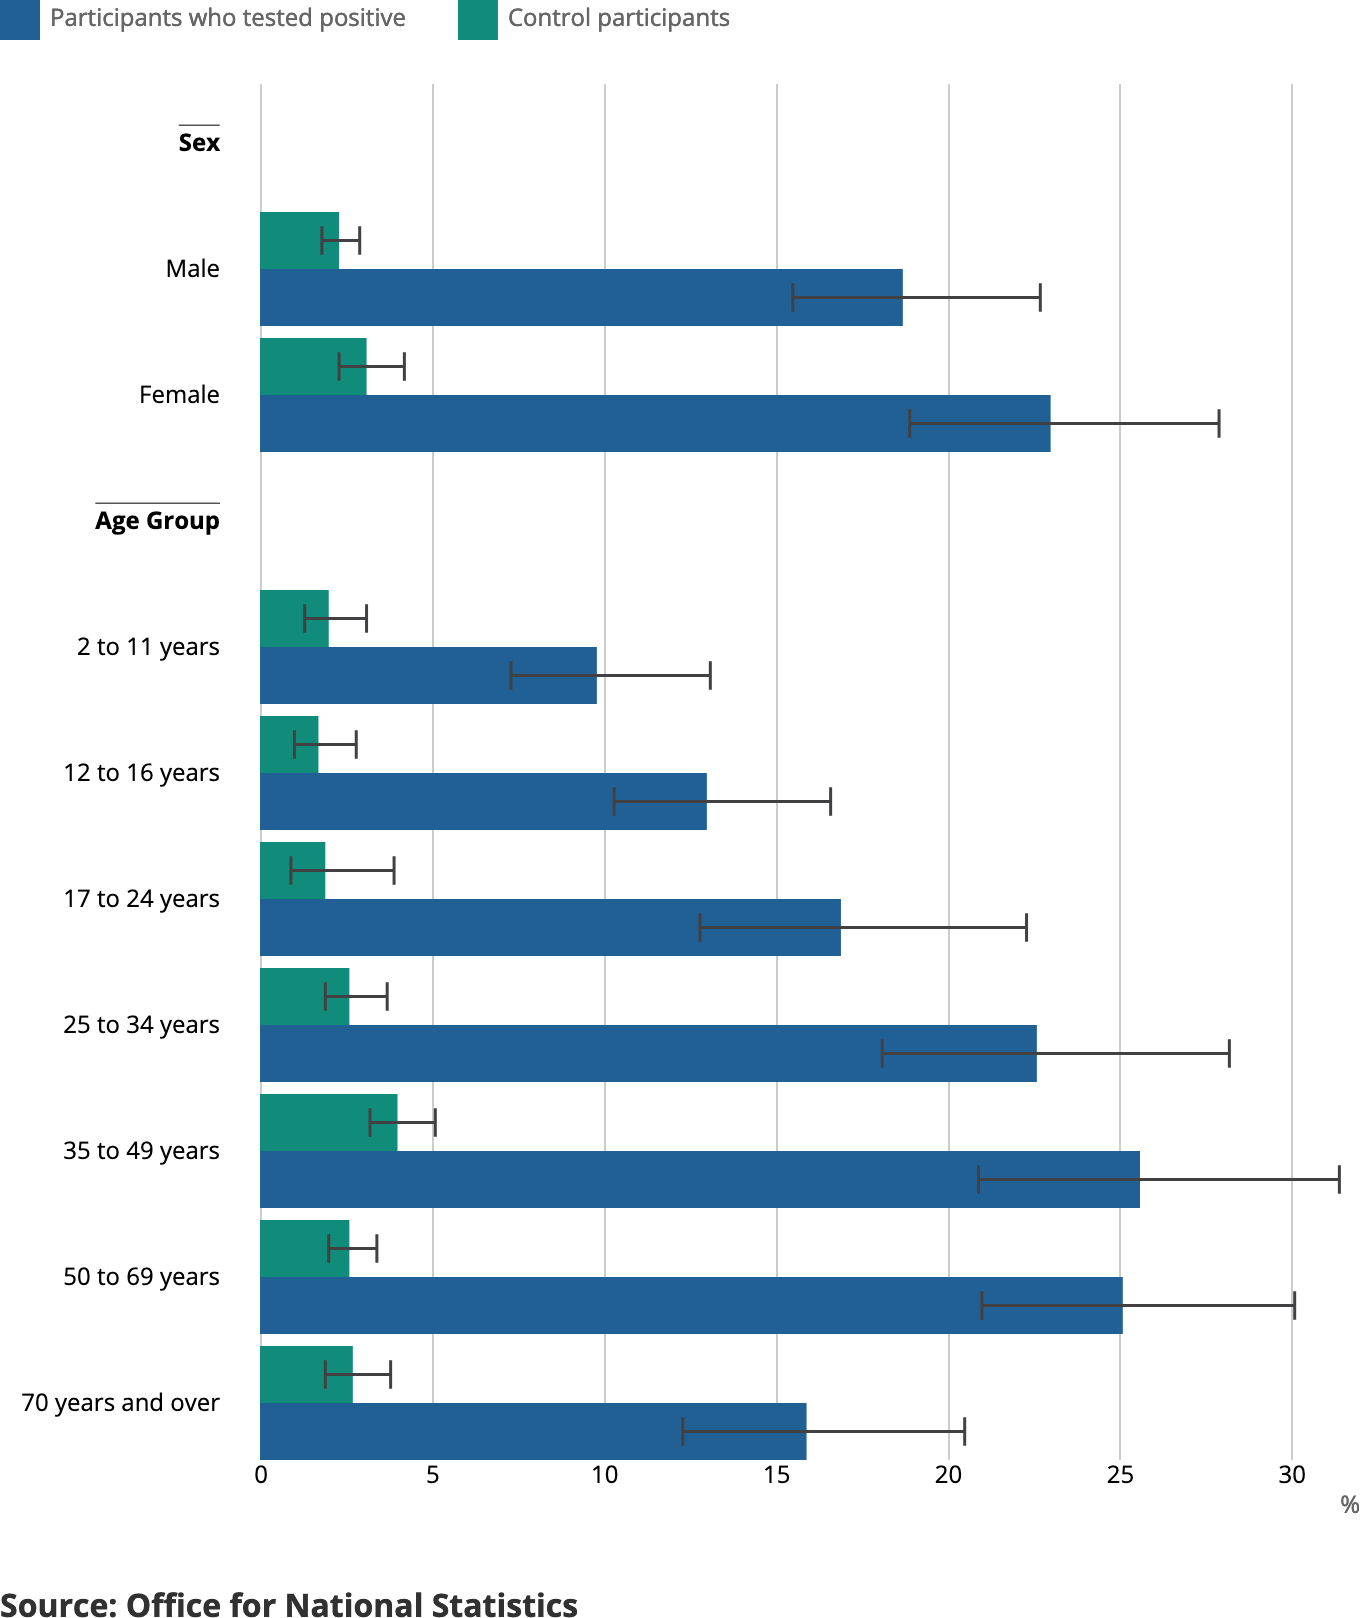 Participants who tested positive
Control participants
Sex
Male
Female
Age Group
2 to 11 years
12 to 16 years
17 to 24 years
25 to 34 years
35 to 49 years
50 to 69 years
70 years and over
0 5 10 15 20 25 30
%
Source: Office for National Statistics